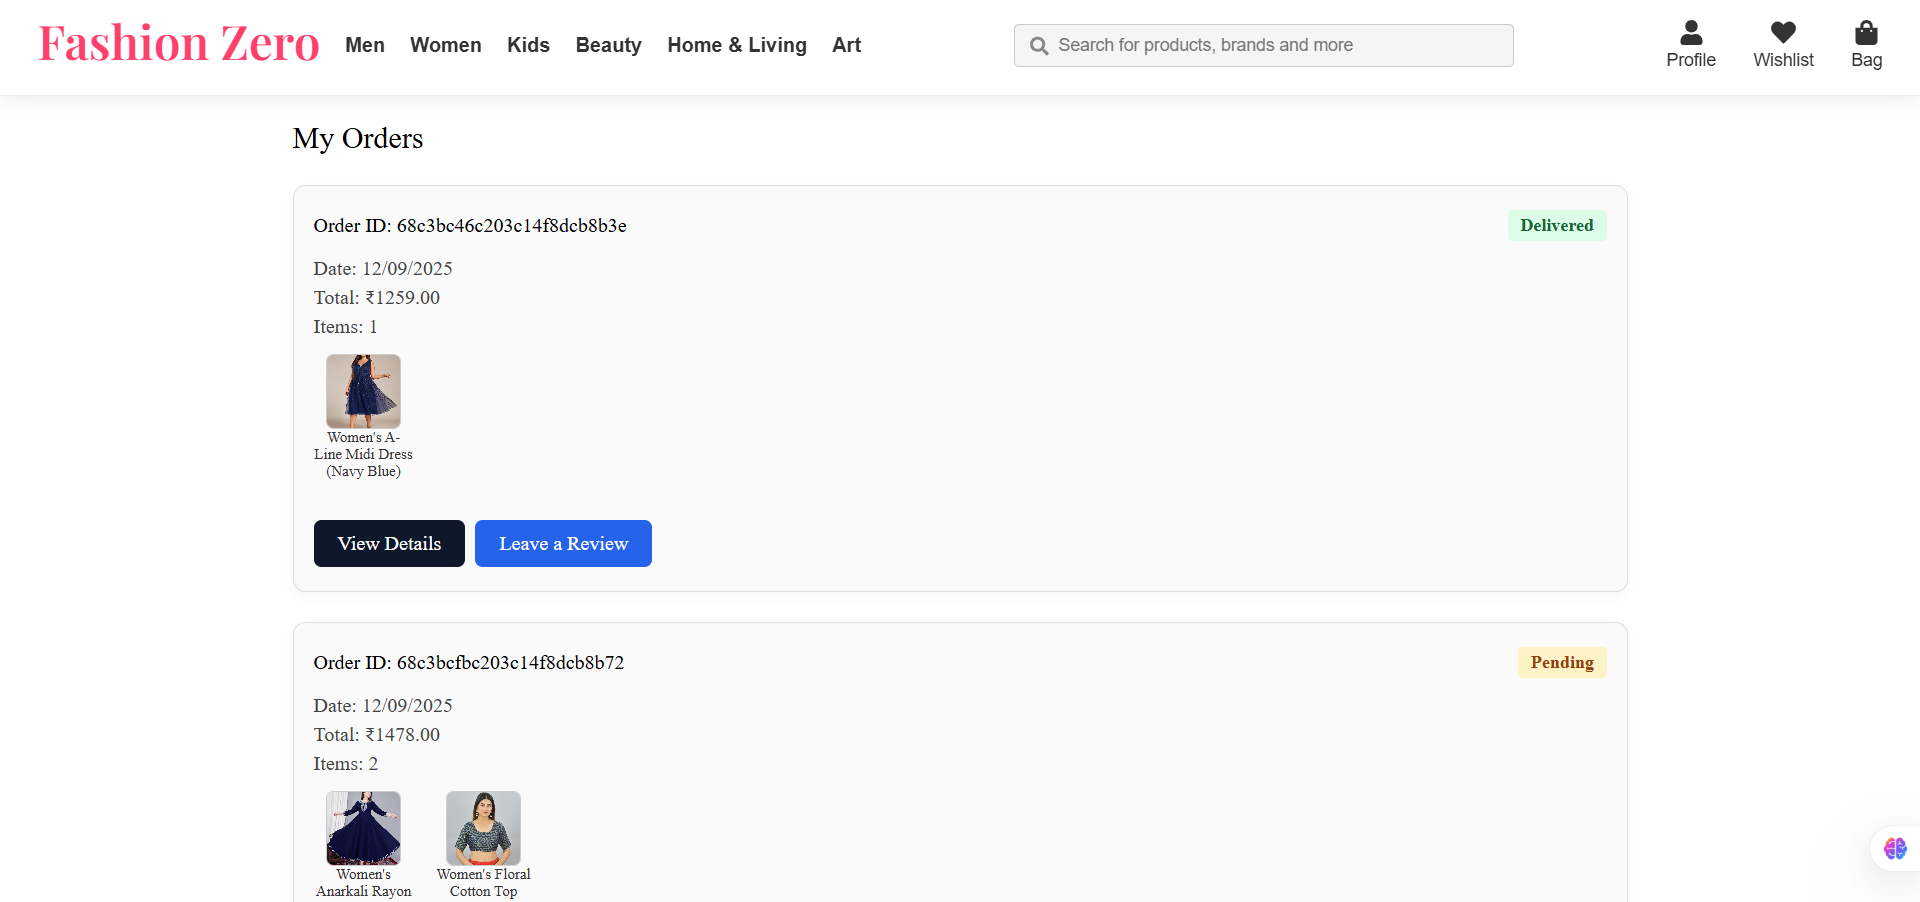 Fashion Zero
Men
Women
Kids
Beauty
Home & Living
Art
Search for products, brands and more
Profile
Wishlist
Bag
My Orders
Order ID: 68c3bc46c203c14f8dcb8b3e
Delivered
Date: 12/09/2025
Total: ₹1259.00
Items: 1
Women's A-
Line Midi Dress
(Navy Blue)
View Details
Leave a Review
Order ID: 68c3bcfbc203c14f8dcb8b72
Pending
Date: 12/09/2025
Total: ₹1478.00
Items: 2
Women's
Anarkali Rayon
Women's Floral
Cotton Top